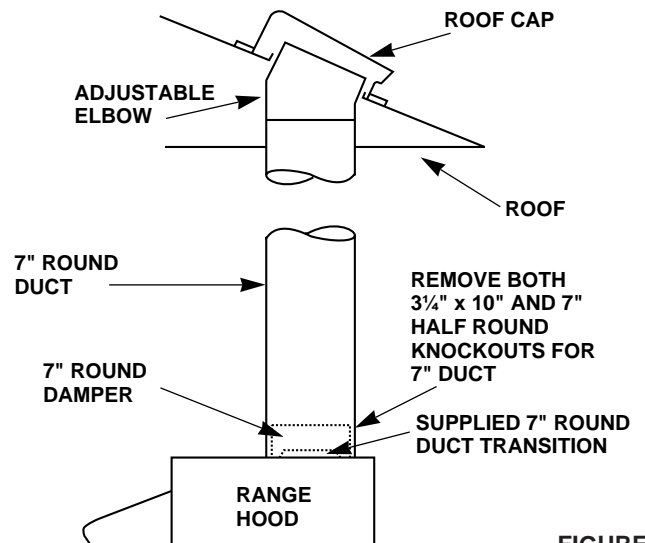 ROOF CAP
ADJUSTABLE
ELBOW
ROOF
7" ROUND
DUCT
REMOVE BOTH
3¼" x 10" AND 7"
HALF ROUND
KNOCKOUTS FOR
7" DUCT
7" ROUND
DAMPER
SUPPLIED 7" ROUND
DUCT TRANSITION
RANGE
HOOD
FIGURE